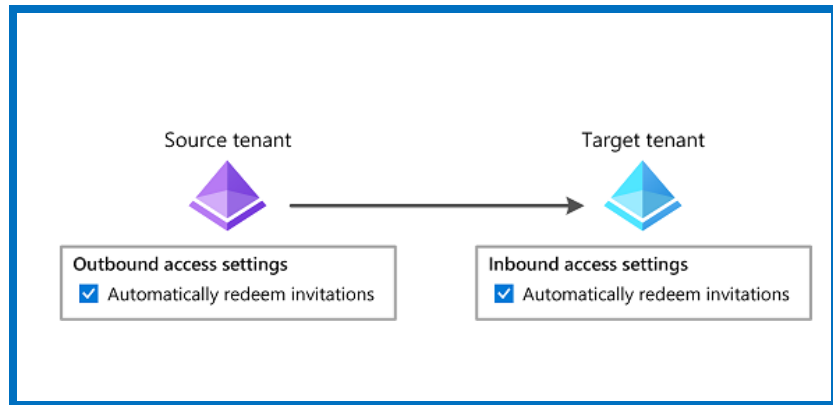 Source tenant
Target tenant
Outbound access settings
Automatically redeem invitations
Inbound access settings
Automatically redeem invitations